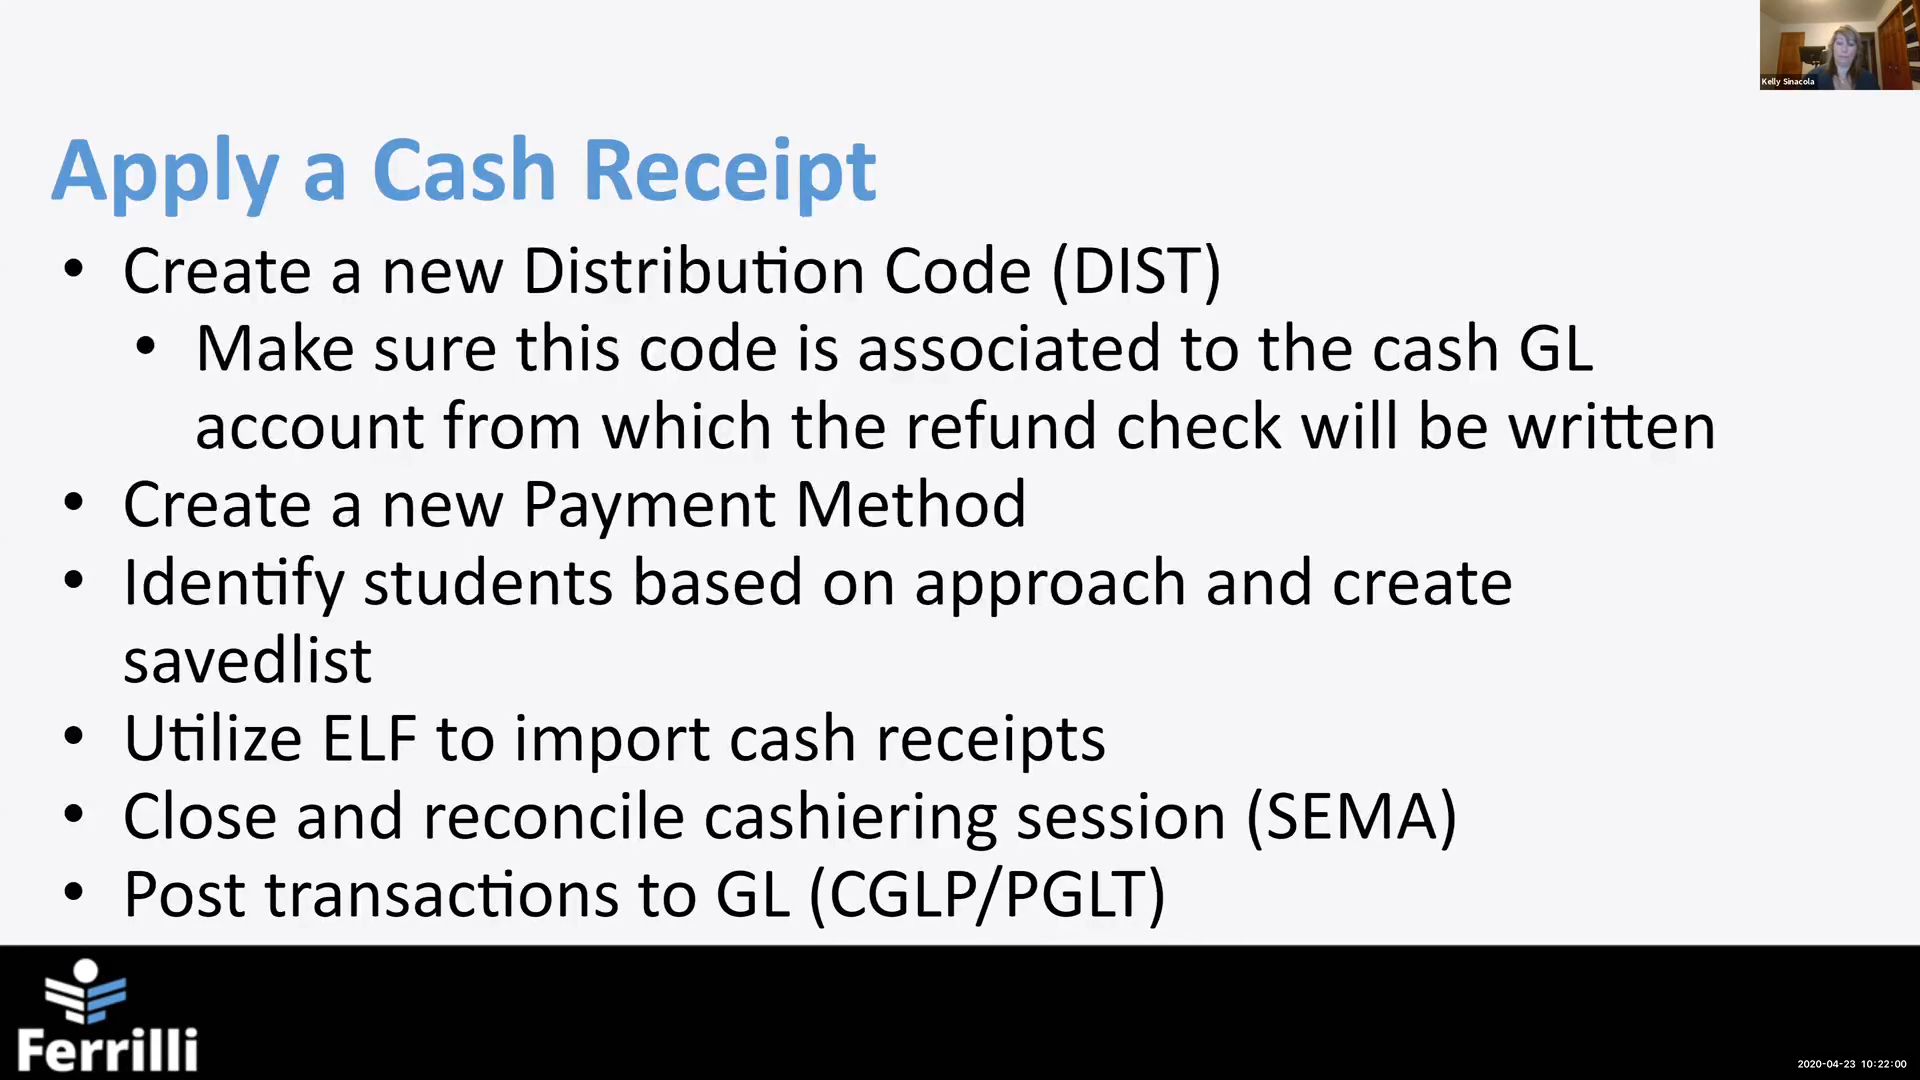 Kelly Sinacola
Apply a Cash Receipt
• Create a new Distribution Code (DIST)
• Make sure this code is associated to the cash GL
account from which the refund check will be written
• Create a new Payment Method
• Identify students based on approach and create
savedlist
• Utilize ELF to import cash receipts
• Close and reconcile cashiering session (SEMA)
• Post transactions to GL (CGLP/PGLT)
Ferrilli
2020-04-23 10:22:00